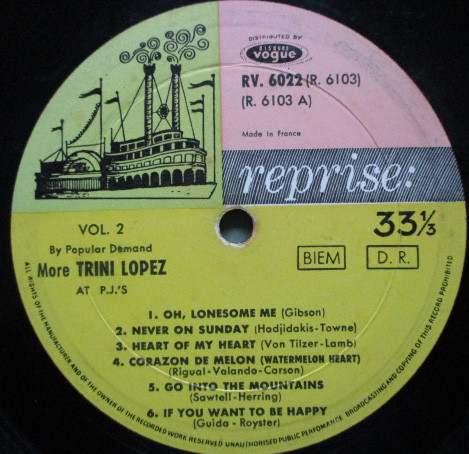 DISTRIBUTED BY
DISQUES
vogue
RV. 6022 (R. 6103)
(R. 6103 A)
Made in France
reprise:
33⅓
VOL. 2
By Popular Demand
More TRINI LOPEZ
AT P.J.'S
BIEM
D. R.
1. OH, LONESOME ME (Gibson)
2. NEVER ON SUNDAY (Hadjidakis-Towne)
3. HEART OF MY HEART (Von Tilzer-Lamb)
4. CORAZON DE MELON (WATERMELON HEART)
(Rigual-Valando-Carson)
5. GO INTO THE MOUNTAINS
(Sawtell-Herring)
6. IF YOU WANT TO BE HAPPY
(Guida - Royster)
ALL RIGHTS OF THE MANUFACTURER AND OF THE OWNER OF THE RECORDED WORK RESERVED UNAUTHORISED PUBLIC PERFOMANCE. BROADCASTING AND COPYING OF THIS RECORD PROHIBITED